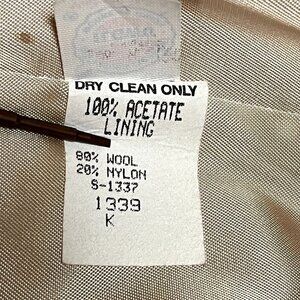 DRY CLEAN ONLY
100% ACETATE
LINING
80% WOOL
20% NYLON
S-1337
1339
K